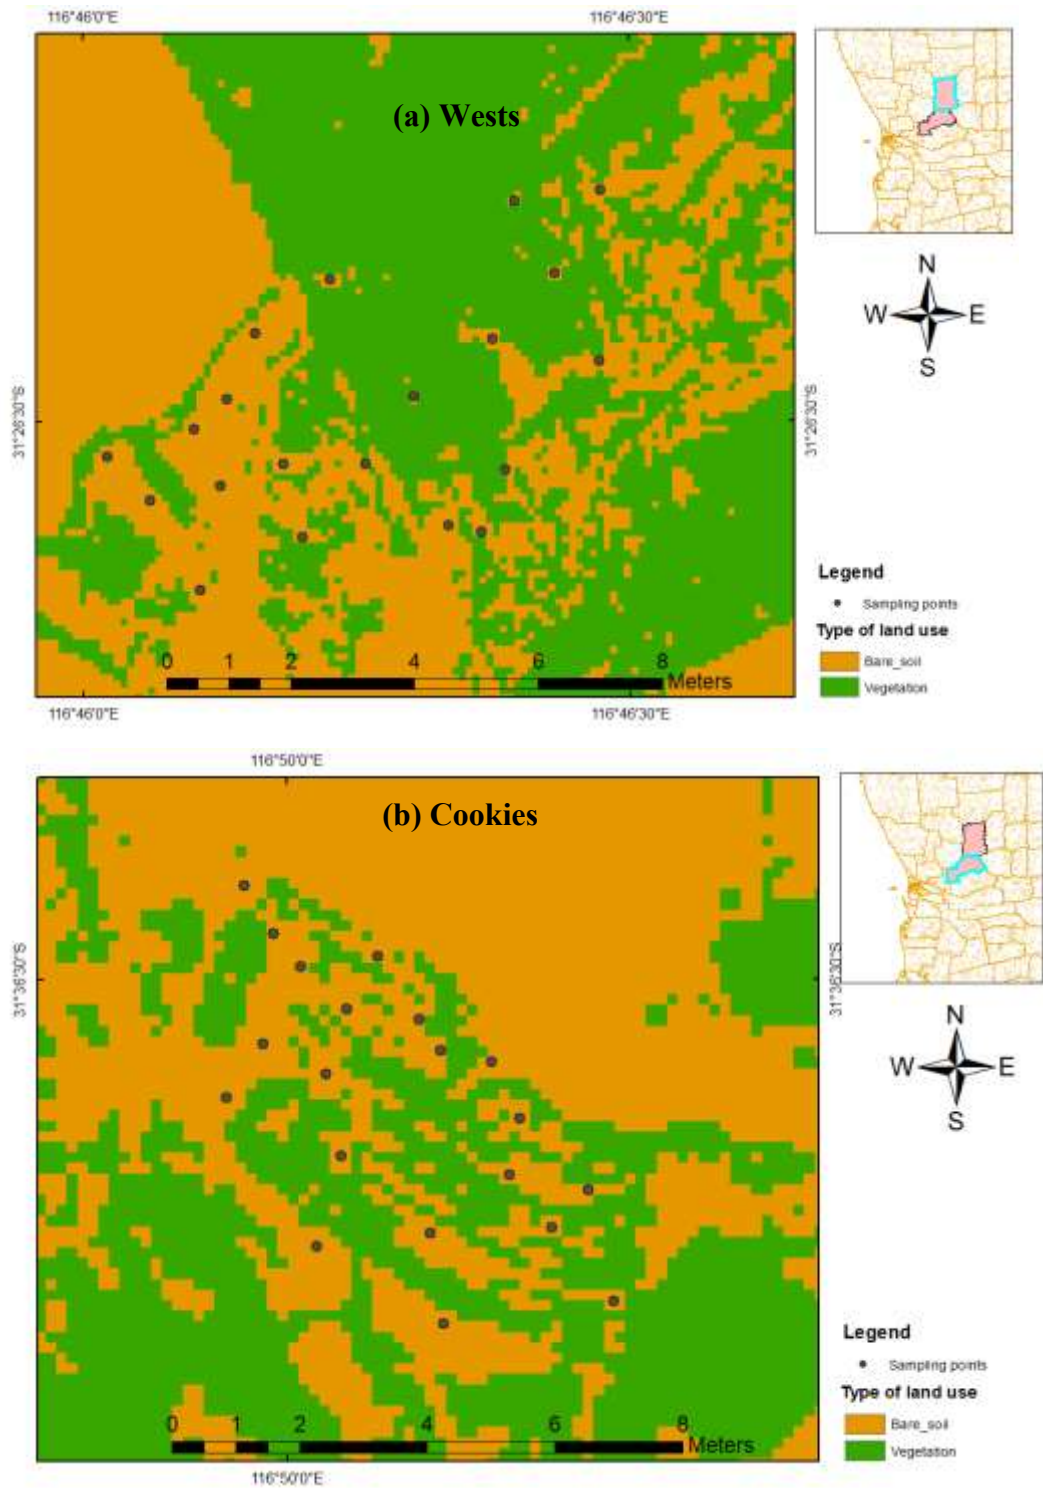 116°46'0"E 116°46'30"E
(a) Wests
N
W E
S
31°26'30"S 31°26'30"S
Legend
Sampling points
Type of land use
Bare_soil
Vegetation
0 1 2 4 6 8
Meters
116°46'0"E 116°46'30"E
116°50'0"E
(b) Cookies
31°36'30"S 31°36'30"S
N
W E
S
Legend
Sampling points
Type of land use
Bare_soil
Vegetation
0 1 2 4 6 8
Meters
116°50'0"E